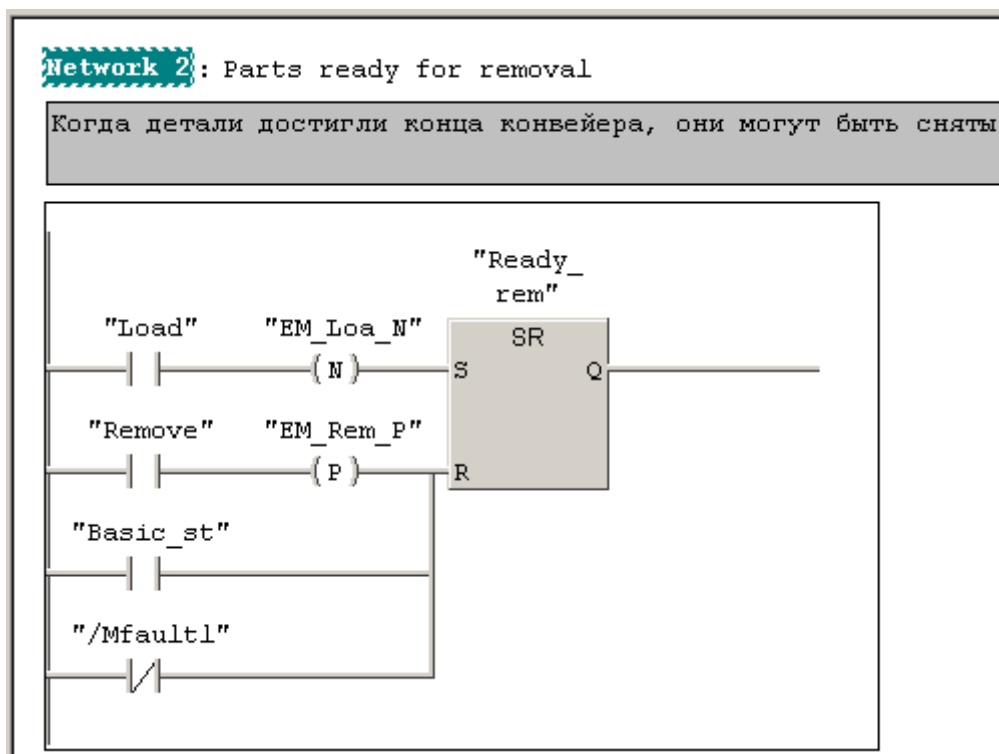 Network 2: Parts ready for removal
Когда детали достигли конца конвейера, они могут быть сняты
"Ready_
rem"
"Load" "EM_Loa_N" SR
( N ) S Q
"Remove" "EM_Rem_P"
( P ) R
"Basic_st"
"/Mfaultl"